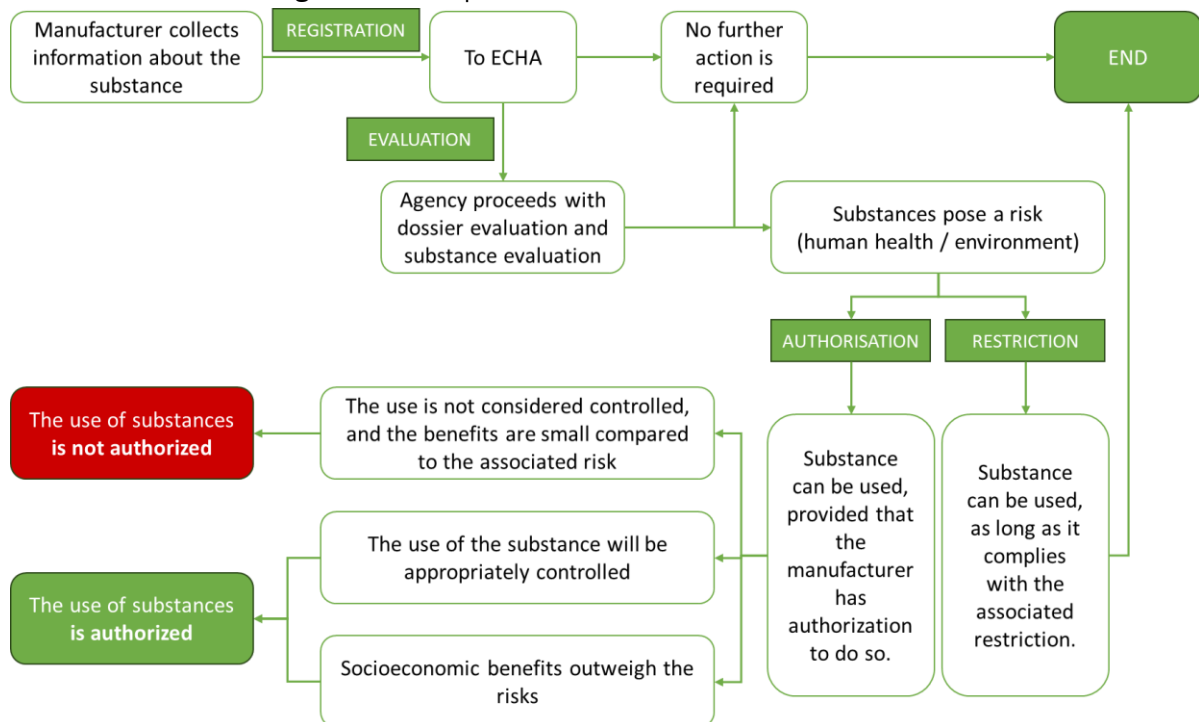 Manufacturer collects
information about the
substance
REGISTRATION
To ECHA
No further
action is
required
END
EVALUATION
Agency proceeds with
dossier evaluation and
substance evaluation
Substances pose a risk
(human health / environment)
AUTHORISATION
RESTRICTION
The use of substances
is not authorized
The use is not considered controlled,
and the benefits are small compared
to the associated risk
The use of the substance will be
appropriately controlled
The use of substances
is authorized
Socioeconomic benefits outweigh the
risks
Substance
can be used,
provided that
the
manufacturer
has
authorization
to do so.
Substance
can be used,
as long as it
complies
with the
associated
restriction.